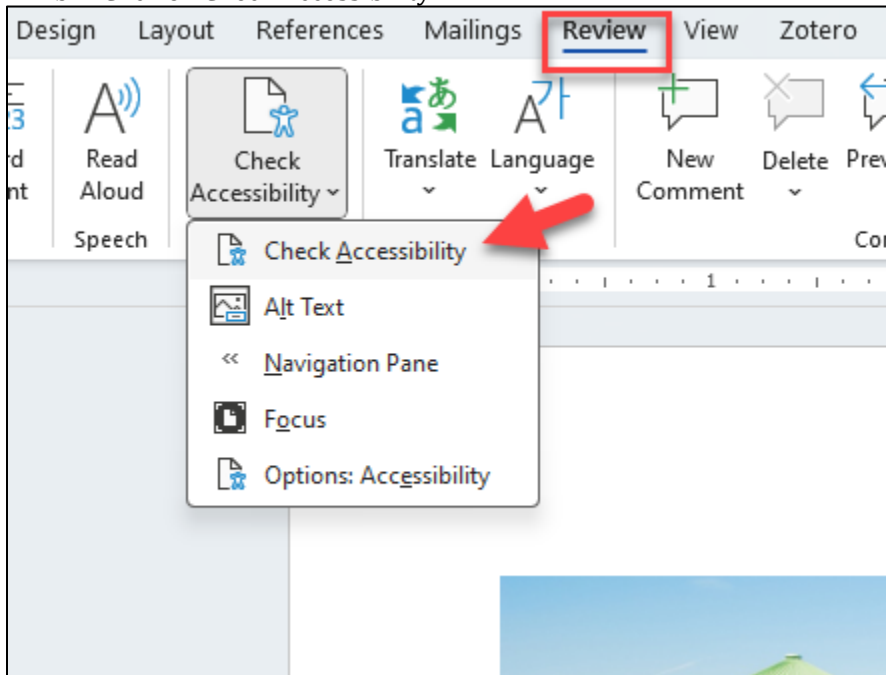 Design Layout References Mailings Review View Zotero
Read Check Translate Language New Delete
Aloud Accessibility Comment
Speech
Check Accessibility
1
Alt Text
Navigation Pane
Focus
Options: Accessibility